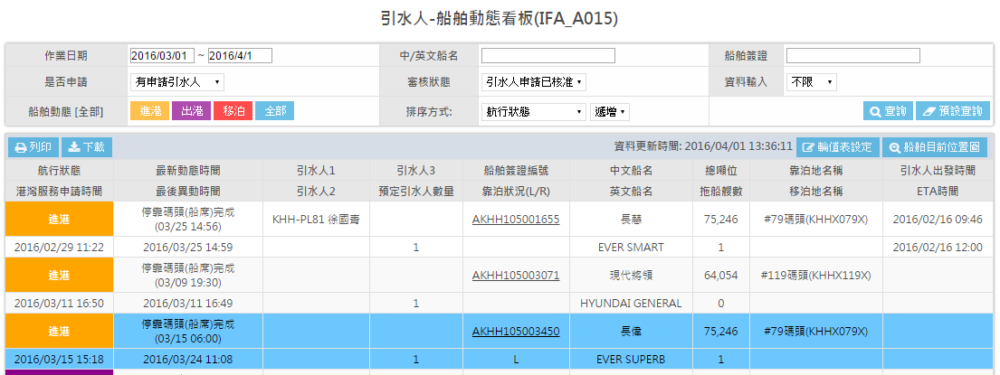 引水人-船舶動態看板(IFA_A015)
作業日期 2016/03/01 ~ 2016/4/1 中/英文船名 船舶簽證
是否申請 有申請引水人 審核狀態 引水人申請已核准 資料輸入 不限
船舶動態 [全部] 進港 出港 移泊 全部 排序方式: 航行狀態 遞增 查詢 預設查詢
列印 下載 資料更新時間: 2016/04/01 13:36:11 輪值表設定 船舶目前位置圖
航行狀態 最新動態時間 引水人1 引水人3 船舶簽證編號 中文船名 總噸位 靠泊地名稱 引水人出發時間
港灣服務申請時間 最後異動時間 引水人2 預定引水人數量 靠泊狀況(L/R) 英文船名 拖船艘數 移泊地名稱 ETA時間
進港 停靠碼頭(船席)完成 (03/25 14:56) KHH-PL81 徐國青 AKHH105001655 長慈 75,246 #79碼頭(KHHX079X) 2016/02/16 09:46
2016/02/29 11:22 2016/03/25 14:59 1 EVER SMART 1 2016/02/16 12:00
進港 停靠碼頭(船席)完成 (03/09 19:30) AKHH105003071 現代將領 64,054 #119碼頭(KHHX119X)
2016/03/11 16:50 2016/03/11 16:49 1 HYUNDAI GENERAL 0
進港 停靠碼頭(船席)完成 (03/15 06:00) AKHH105003450 長偉 75,246 #79碼頭(KHHX079X)
2016/03/15 15:18 2016/03/24 11:08 1 L EVER SUPERB 1